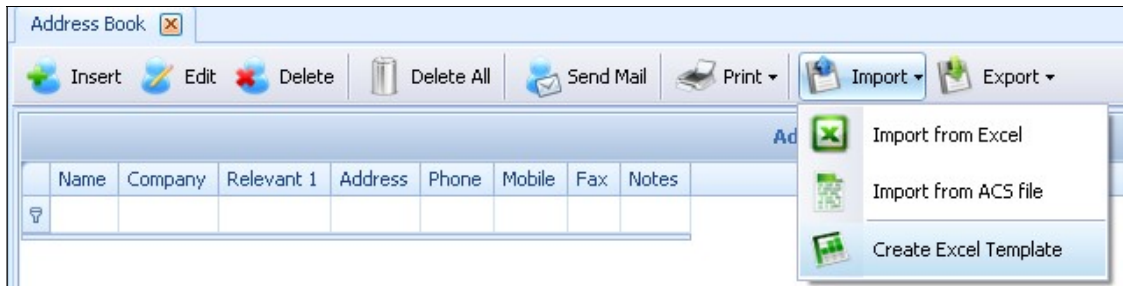 Address Book
Insert Edit Delete Delete All Send Mail Print Import Export
Ad
Import from Excel
Name Company Relevant 1 Address Phone Mobile Fax Notes
Import from ACS file
Create Excel Template